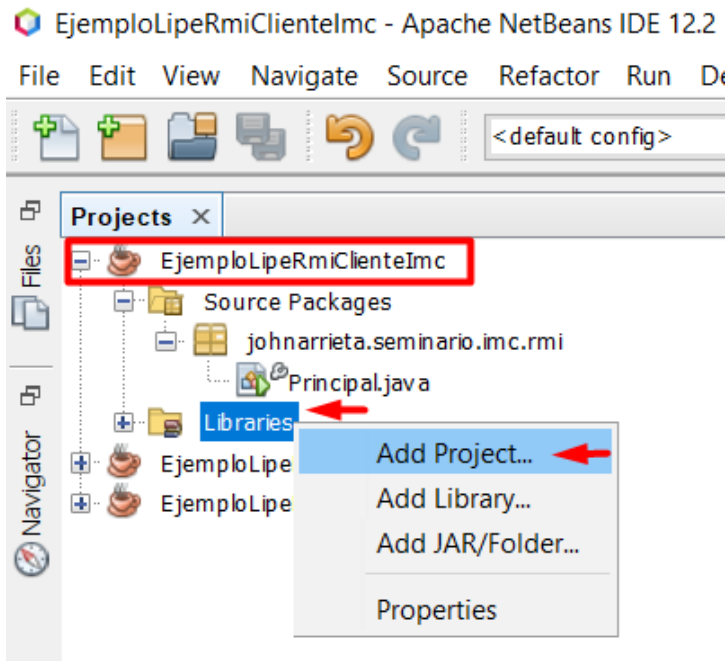 EjemploLipeRmiClienteImc - Apache NetBeans IDE 12.2
File Edit View Navigate Source Refactor Run De
<default config>
Projects
Files
Navigator
EjemploLipeRmiClienteImc
Source Packages
johnarrieta.seminario.imc.rmi
Principal.java
Libraries
EjemploLipe
EjemploLipe
Add Project...
Add Library...
Add JAR/Folder...
Properties